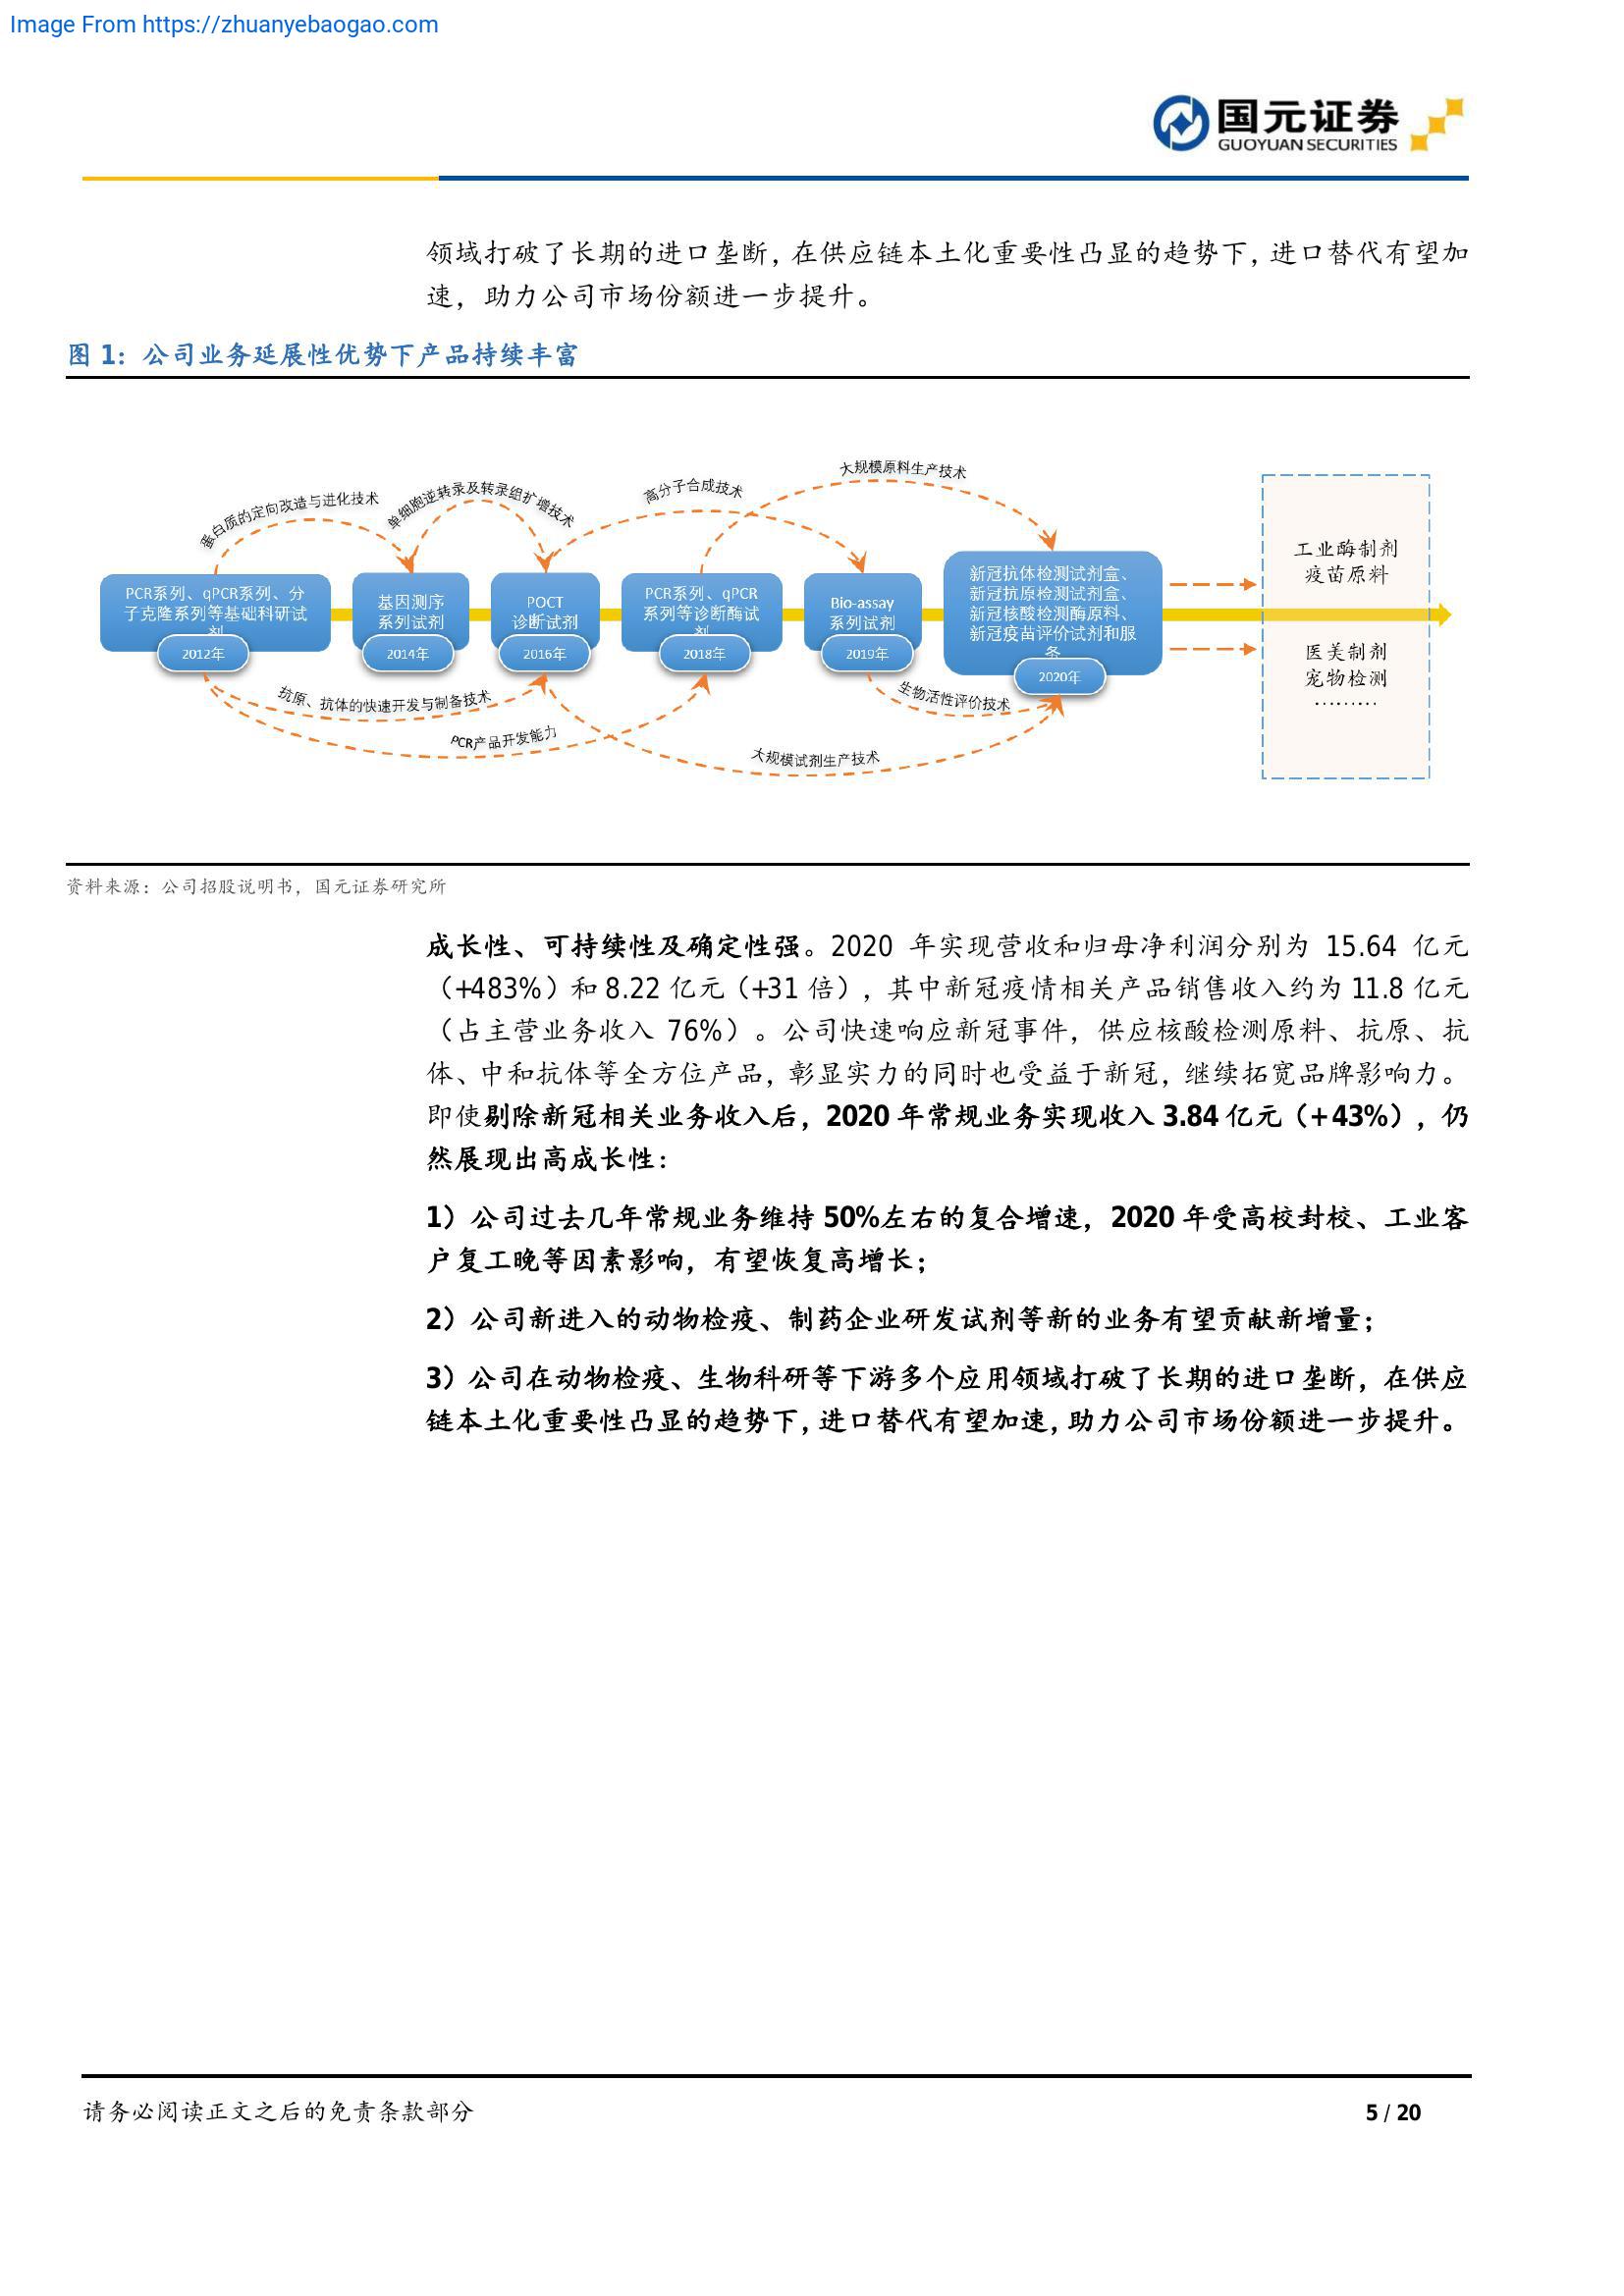 Image From https://zhuanyebaogao.com
国元证券
GUOYUAN SECURITIES
领域打破了长期的进口垄断，在供应链本土化重要性凸显的趋势下，进口替代有望加
速，助力公司市场份额进一步提升。
图 1：公司业务延展性优势下产品持续丰富
蛋白质的定向改造与进化技术
单细胞逆转录及转录组扩增技术
高分子合成技术
大规模原料生产技术
PCR系列、qPCR系列、分
子克隆系列等基础科研试
剂
2012年
基因测序
系列试剂
2014年
POCT
诊断试剂
2016年
PCR系列、qPCR
系列等诊断酶试
剂
2018年
Bio-assay
系列试剂
2019年
新冠抗体检测试剂盒、
新冠抗原检测试剂盒、
新冠核酸检测酶原料、
新冠疫苗评价试剂和服
务
2020年
工业酶制剂
疫苗原料
医美制剂
宠物检测
………
抗原、抗体的快速开发与制备技术
PCR产品开发能力
大规模试剂生产技术
生物活性评价技术
资料来源：公司招股说明书，国元证券研究所
成长性、可持续性及确定性强。2020 年实现营收和归母净利润分别为 15.64 亿元
（+483%）和 8.22 亿元（+31 倍），其中新冠疫情相关产品销售收入约为 11.8 亿元
（占主营业务收入 76%）。公司快速响应新冠事件，供应核酸检测原料、抗原、抗
体、中和抗体等全方位产品，彰显实力的同时也受益于新冠，继续拓宽品牌影响力。
即使剔除新冠相关业务收入后，2020 年常规业务实现收入 3.84 亿元（+43%），仍
然展现出高成长性：
1）公司过去几年常规业务维持 50%左右的复合增速，2020 年受高校封校、工业客
户复工晚等因素影响，有望恢复高增长；
2）公司新进入的动物检疫、制药企业研发试剂等新的业务有望贡献新增量；
3）公司在动物检疫、生物科研等下游多个应用领域打破了长期的进口垄断，在供应
链本土化重要性凸显的趋势下，进口替代有望加速，助力公司市场份额进一步提升。
请务必阅读正文之后的免责条款部分
5 / 20